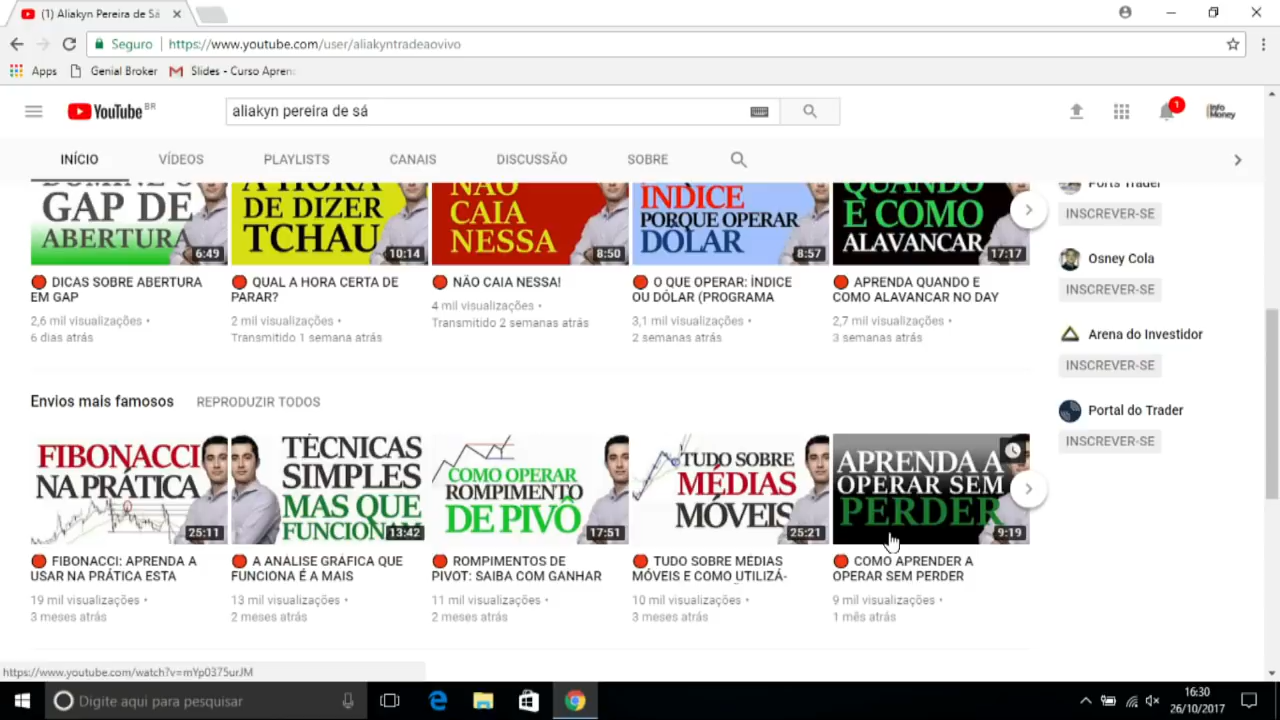 (1) Aliakyn Pereira de Sá
Seguro
https://www.youtube.com/user/aliakyntradeaovivo
Apps
Genial Broker
Slides - Curso Apren
YouTube BR
aliakyn pereira de sá
1
Info Money
INÍCIO
VÍDEOS
PLAYLISTS
CANAIS
DISCUSSÃO
SOBRE
DOMINE O
GAP DE
ABERTURA
6:49
A HORA
DE DIZER
TCHAU
10:14
NÃO
CAIA
NESSA
8:50
ÍNDICE
PORQUE OPERAR
DÓLAR
8:57
QUANDO
E COMO
ALAVANCAR
17:17
DICAS SOBRE ABERTURA
EM GAP
2,6 mil visualizações •
6 dias atrás
QUAL A HORA CERTA DE
PARAR?
2 mil visualizações •
Transmitido 1 semana atrás
NÃO CAIA NESSA!
4 mil visualizações •
Transmitido 2 semanas atrás
O QUE OPERAR: ÍNDICE
OU DÓLAR (PROGRAMA
3,1 mil visualizações •
2 semanas atrás
APRENDA QUANDO E
COMO ALAVANCAR NO DAY
2,7 mil visualizações •
3 semanas atrás
Ports Trader
INSCREVER-SE
Osney Cola
INSCREVER-SE
Arena do Investidor
INSCREVER-SE
Portal do Trader
INSCREVER-SE
Envios mais famosos
REPRODUZIR TODOS
FIBONACCI
NA PRÁTICA
25:11
TÉCNICAS
SIMPLES
MAS QUE
FUNCIONAM
13:42
COMO OPERAR
ROMPIMENTO
DE PIVÔ
17:51
TUDO SOBRE
MÉDIAS
MÓVEIS
25:21
APRENDA A
OPERAR SEM
PERDER
9:19
FIBONACCI: APRENDA A
USAR NA PRÁTICA ESTA
19 mil visualizações •
3 meses atrás
A ANÁLISE GRÁFICA QUE
FUNCIONA É A MAIS
13 mil visualizações •
2 meses atrás
ROMPIMENTOS DE
PIVOT: SAIBA COM GANHAR
11 mil visualizações •
2 meses atrás
TUDO SOBRE MÉDIAS
MÓVEIS E COMO UTILIZÁ-
10 mil visualizações •
3 meses atrás
COMO APRENDER A
OPERAR SEM PERDER
9 mil visualizações •
1 mês atrás
https://www.youtube.com/watch?v=mYp0375urJM
Digite aqui para pesquisar
16:30
26/10/2017